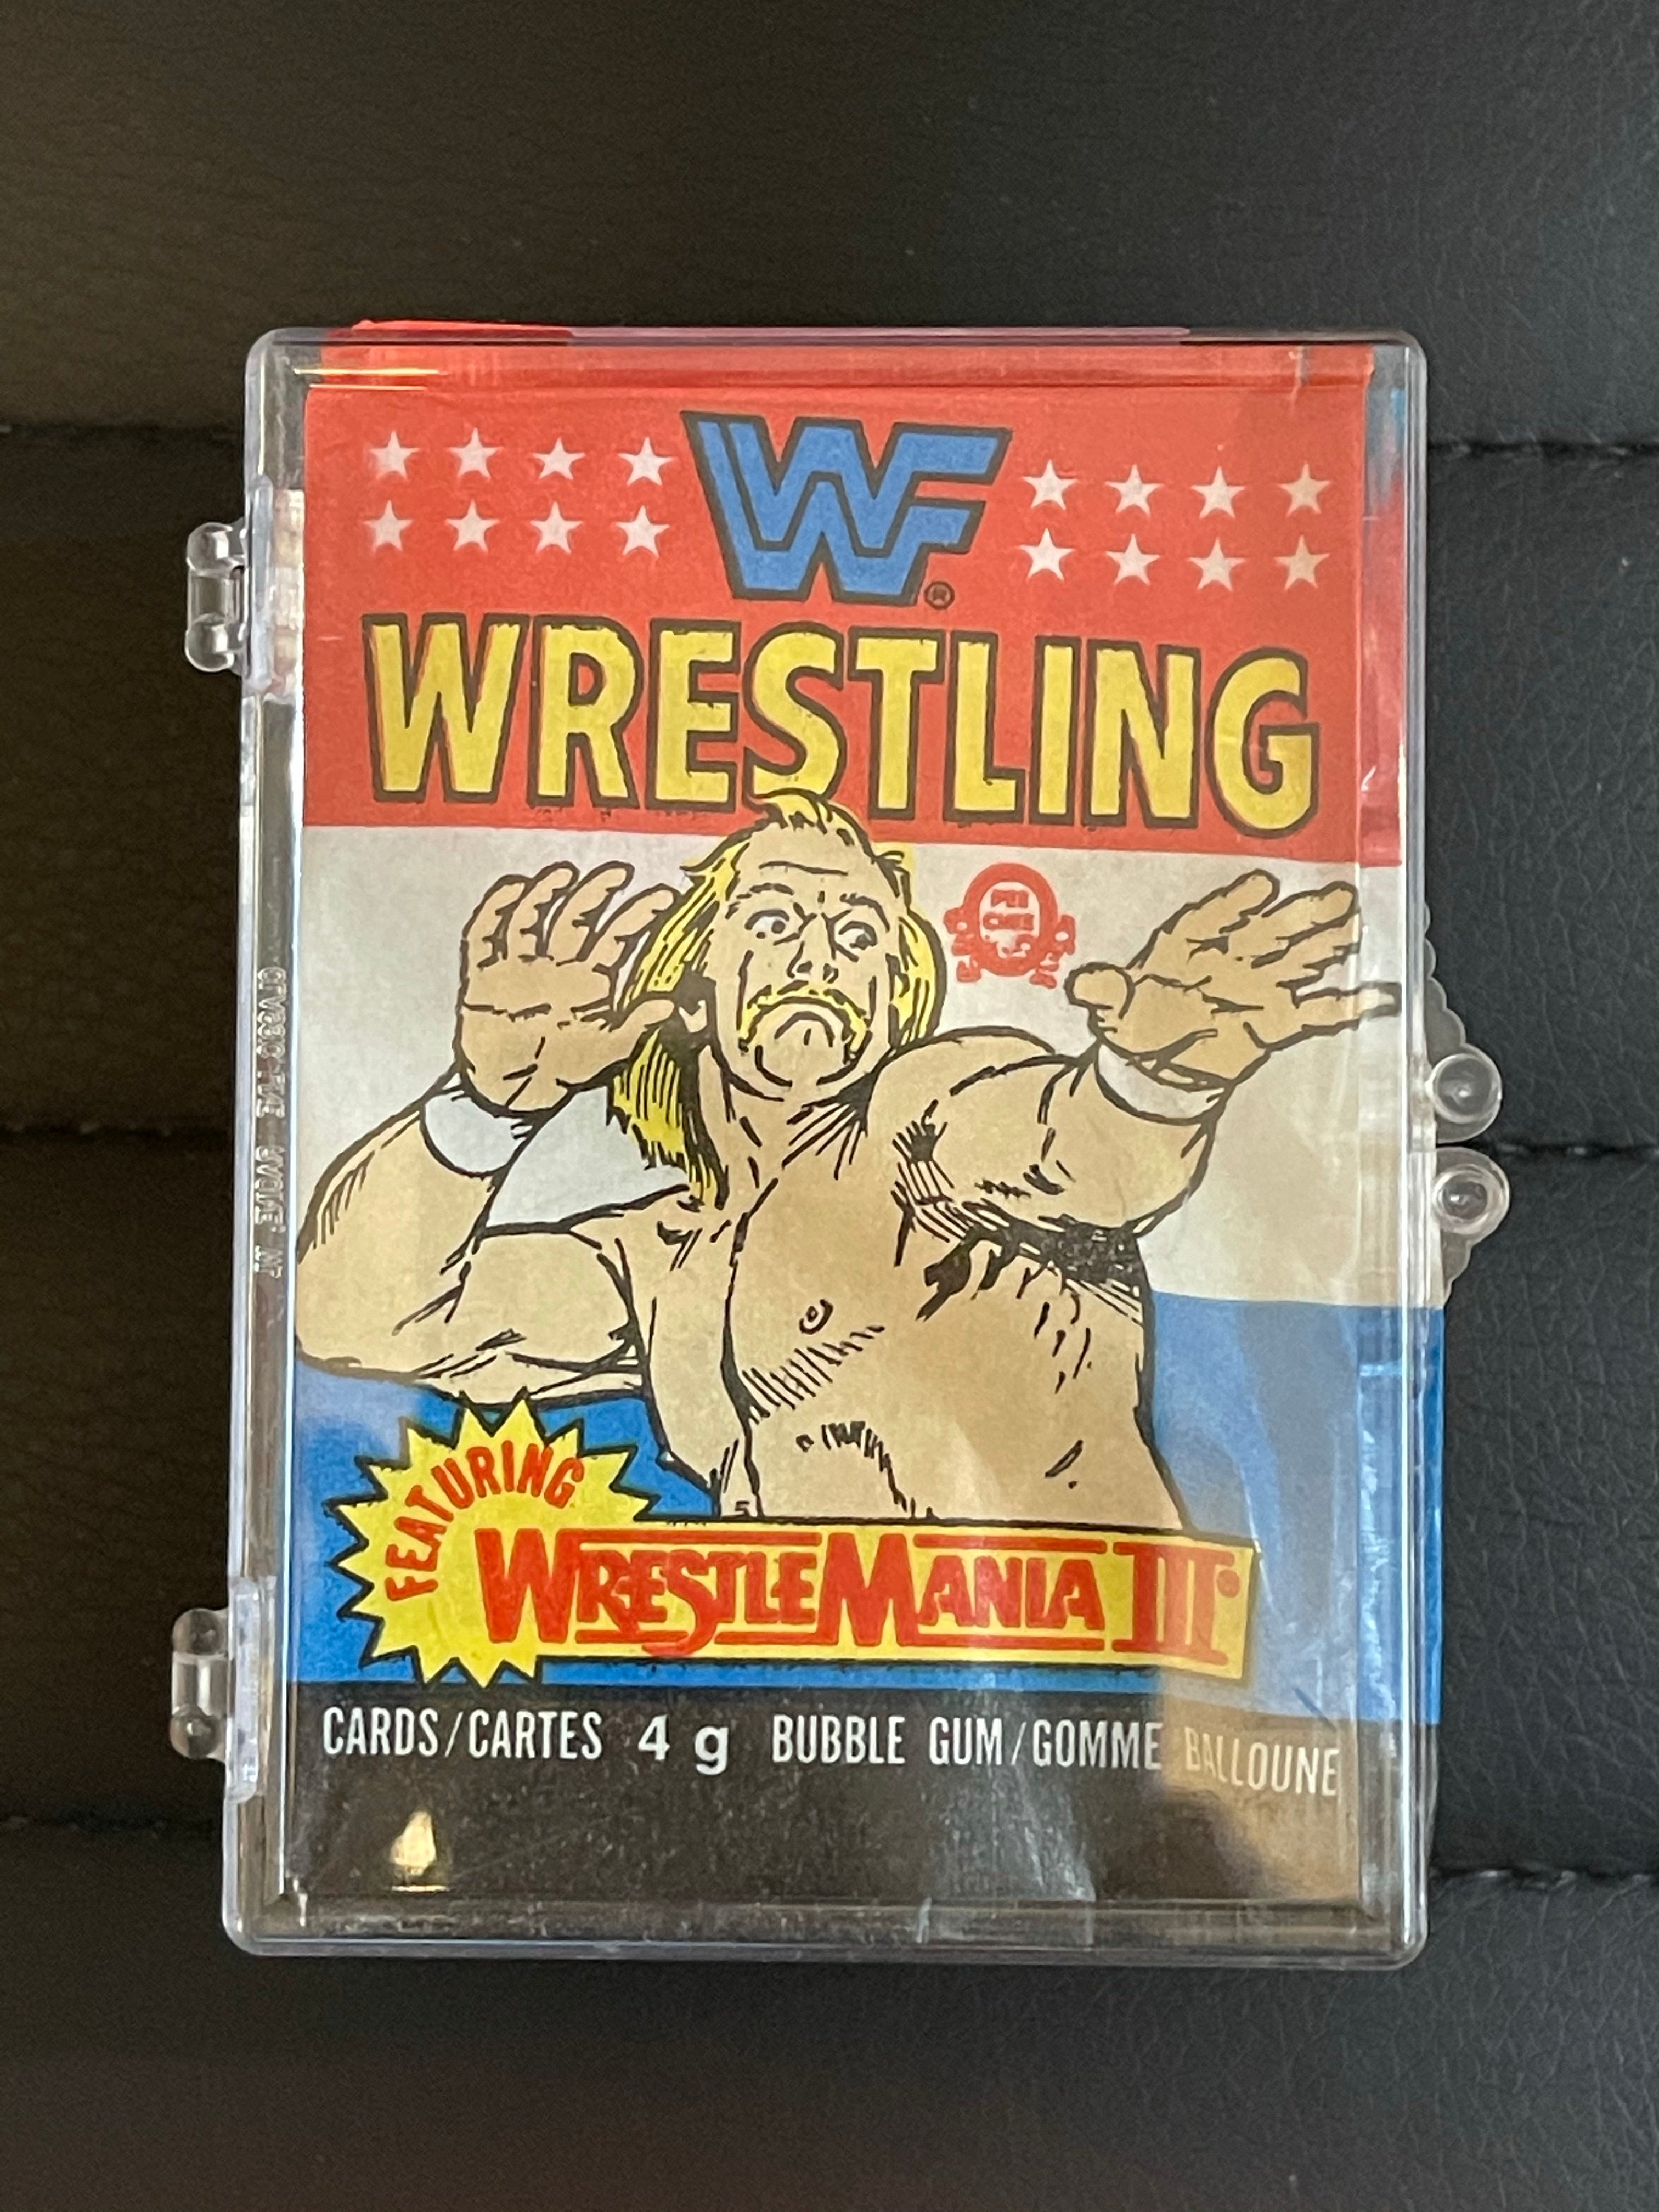 WF
®
WRESTLING
FEATURING
WRESTLEMANIA III
CARDS/CARTES 4 g BUBBLE GUM/GOMME BALLOUNE